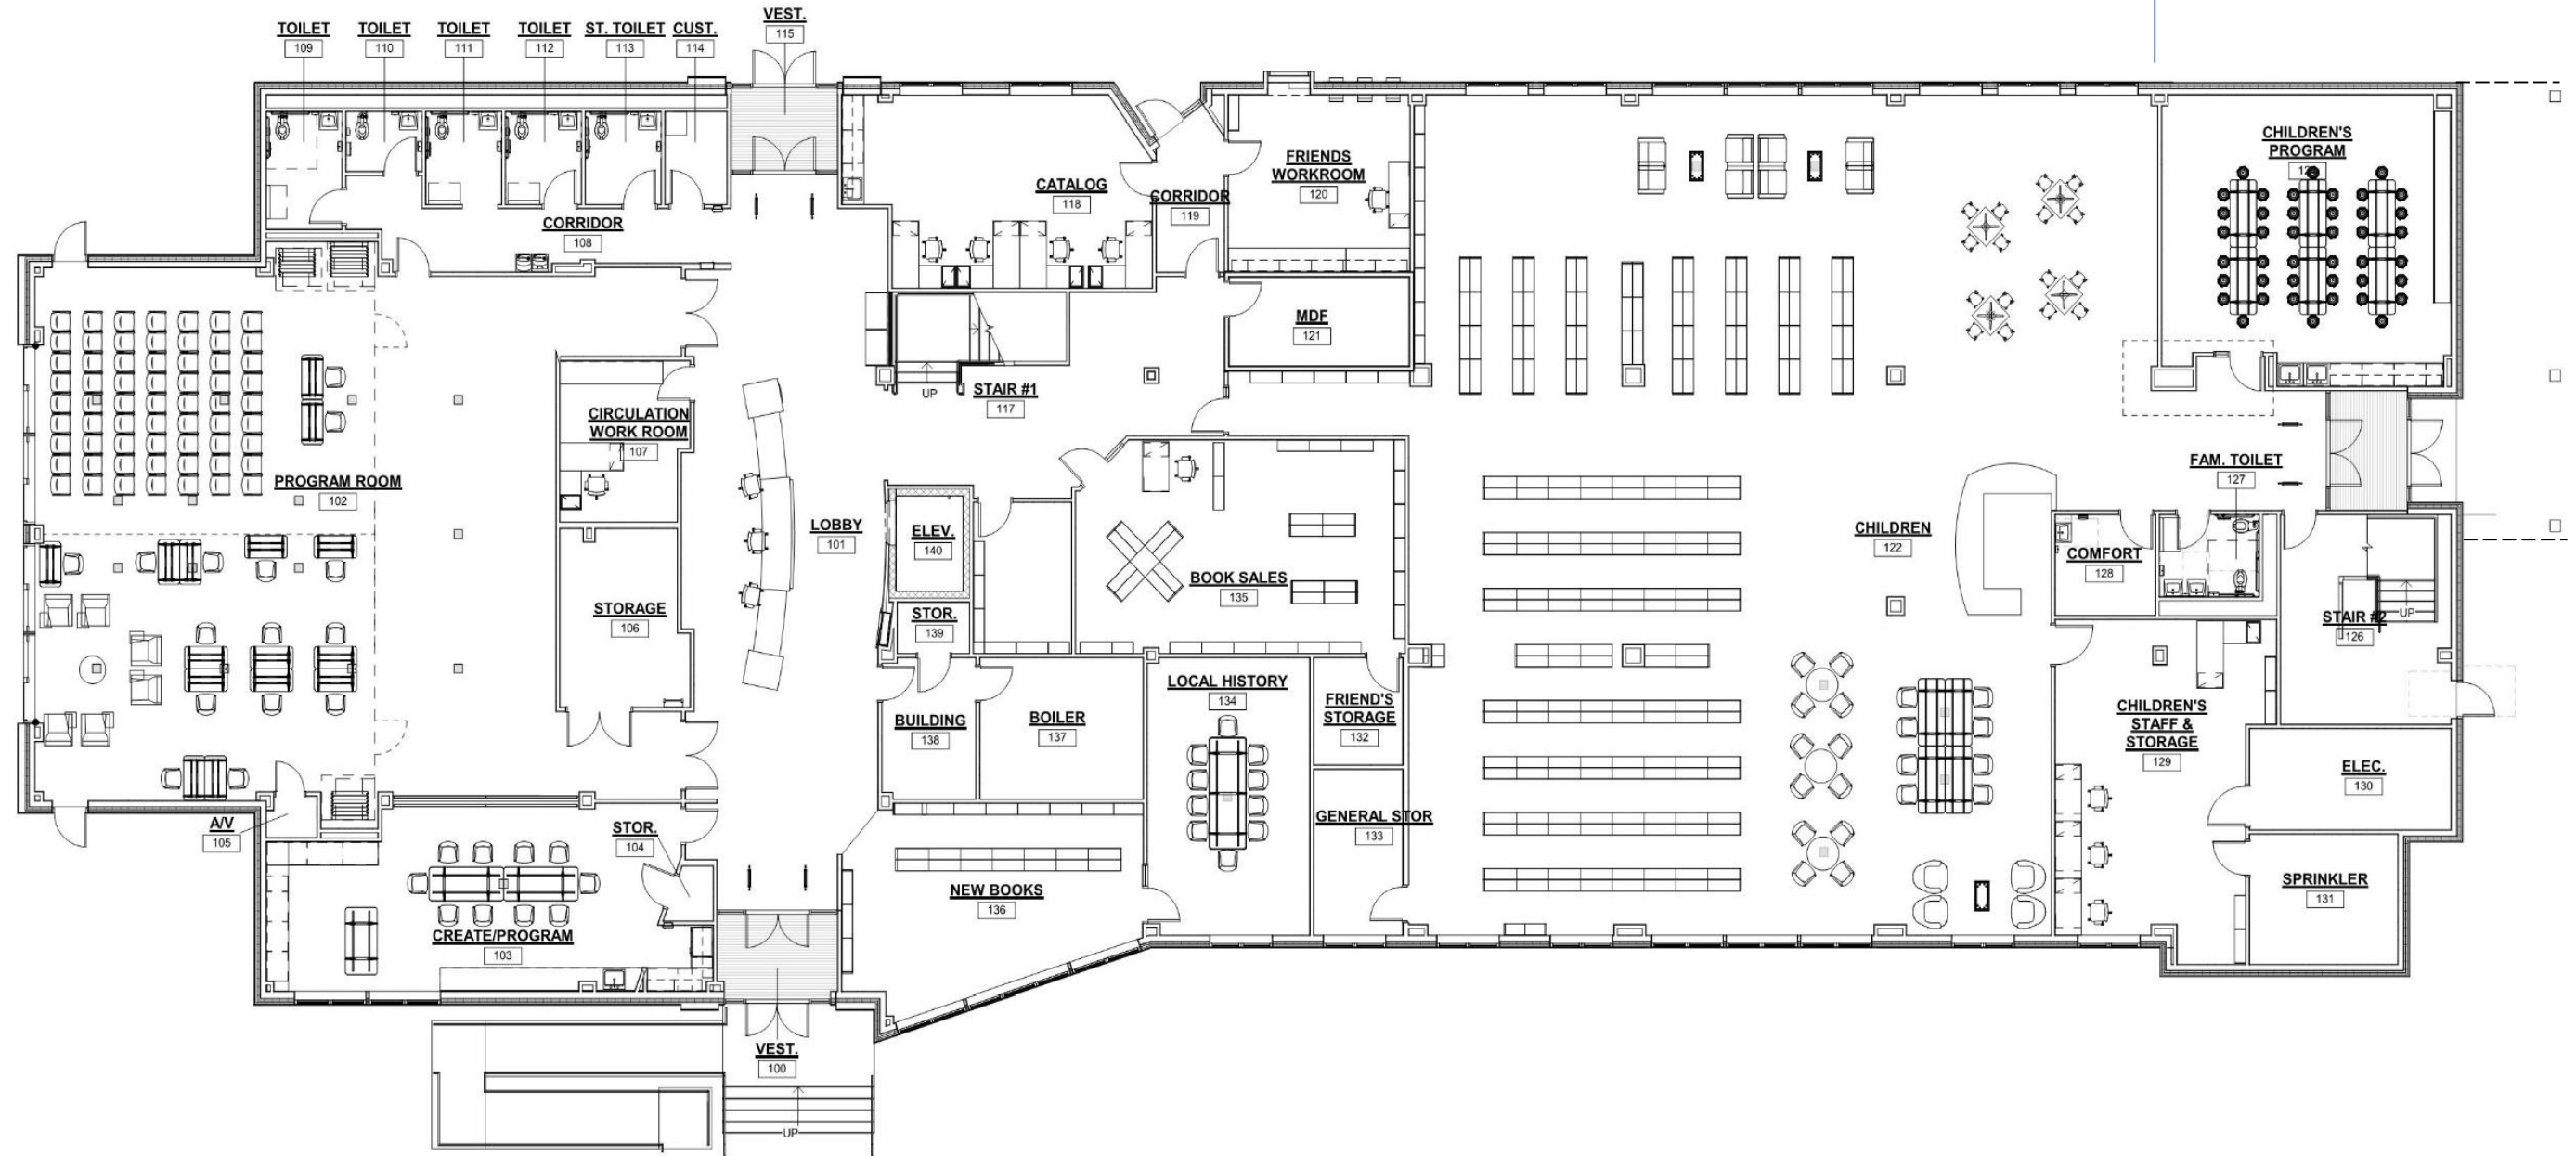 TOILET
109
TOILET
110
TOILET
111
TOILET
112
ST. TOILET
113
CUST.
114
VEST.
115
CORRIDOR
108
CATALOG
118
CORRIDOR
119
FRIENDS
WORKROOM
120
MDF
121
CHILDREN'S
PROGRAM
UP
STAIR #1
117
CIRCULATION
WORK ROOM
107
PROGRAM ROOM
102
LOBBY
101
ELEV.
140
STOR.
139
STORAGE
106
BOOK SALES
135
CHILDREN
122
FAM. TOILET
127
COMFORT
128
UP
STAIR #2
126
BUILDING
138
BOILER
137
LOCAL HISTORY
134
FRIEND'S
STORAGE
132
GENERAL STOR
133
CHILDREN'S
STAFF &
STORAGE
129
ELEC.
130
SPRINKLER
131
A/V
105
STOR.
104
CREATE/PROGRAM
103
NEW BOOKS
136
VEST.
100
UP